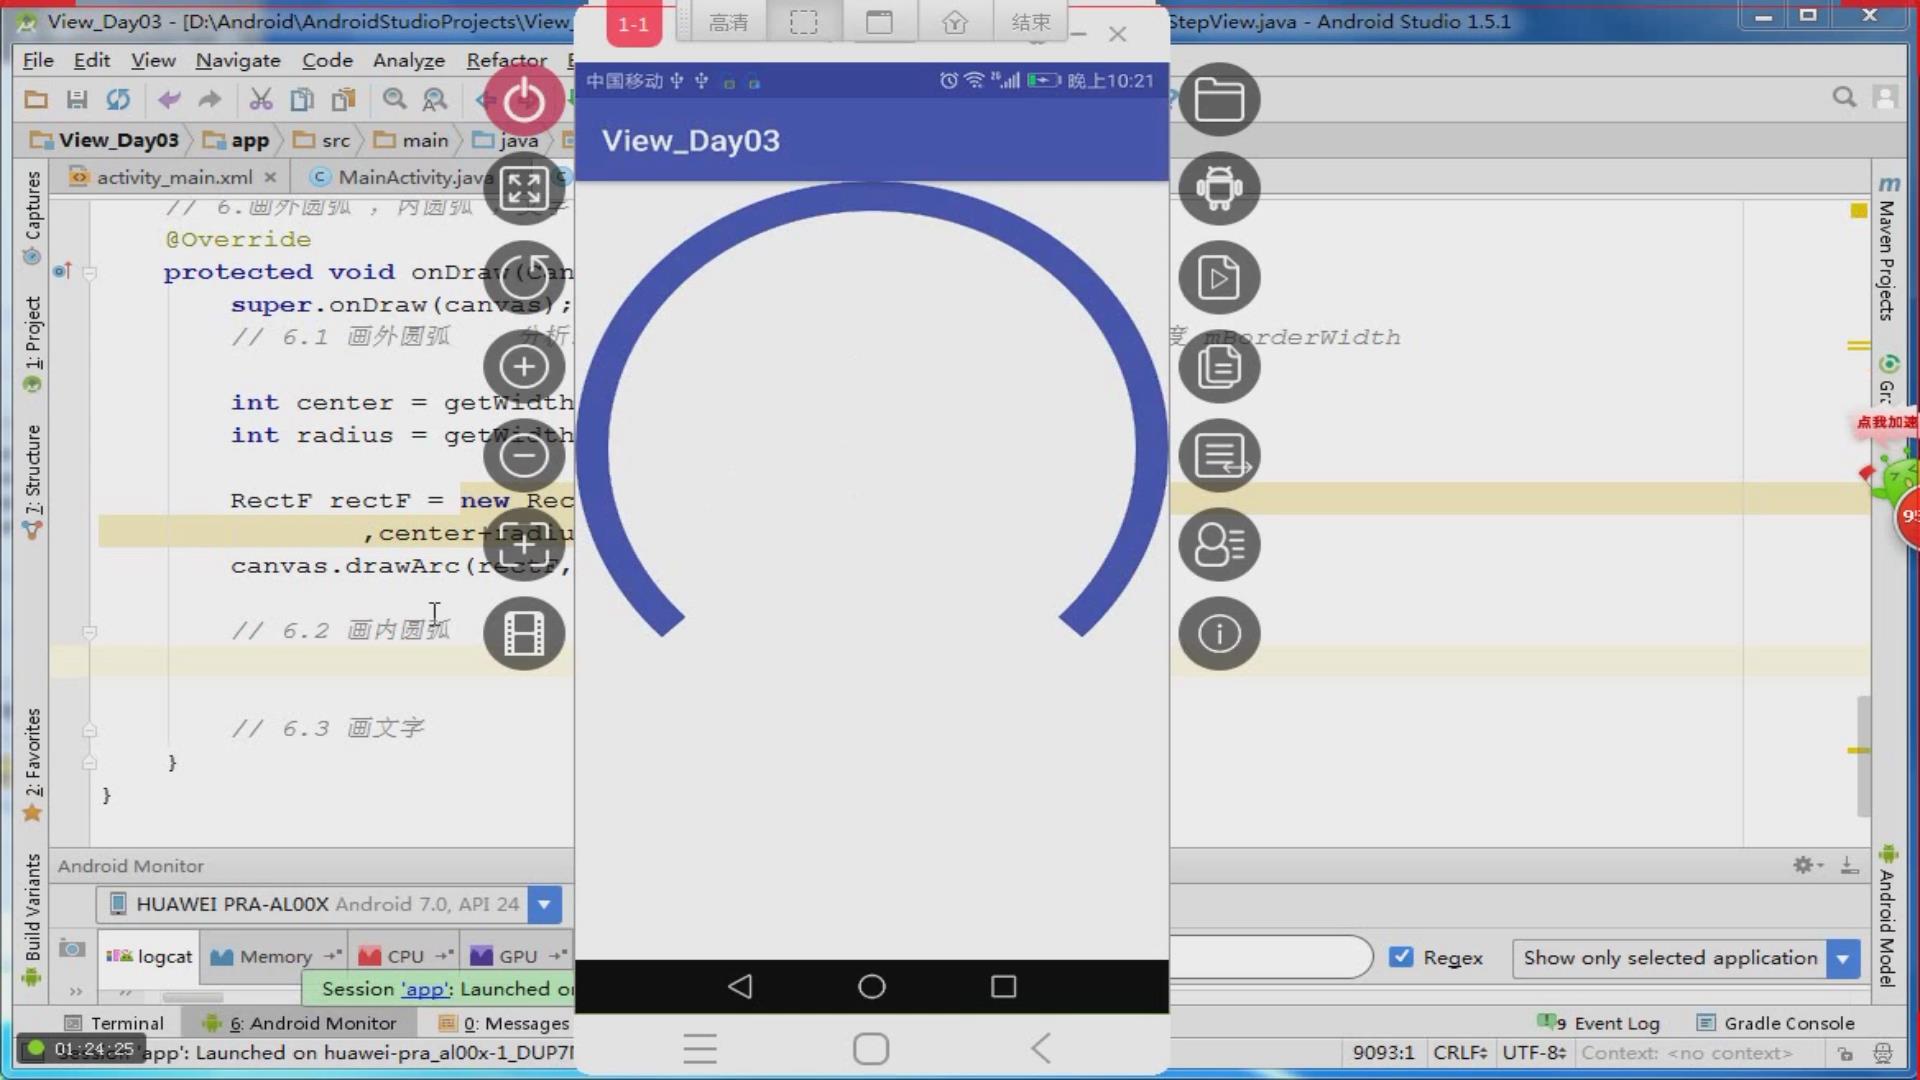 View_Day03 - [D:\Android\AndroidStudioProjects\View_
StepView.java - Android Studio 1.5.1
1-1
高清
结束
File Edit View Navigate Code Analyze Refactor
中国移动
晚上10:21
View_Day03
View_Day03 app src main java
activity_main.xml
MainActivity.java
// 6.画外圆弧 , 内圆弧 , 文字
@Override
protected void onDraw(Can
super.onDraw(canvas);
// 6.1 画外圆弧 分析
度 mBorderWidth
int center = getWidth
int radius = getWidth
RectF rectF = new Rec
,center+radiu
canvas.drawArc(rectF,
// 6.2 画内圆弧
// 6.3 画文字
}
}
Captures
1: Project
7: Structure
2: Favorites
Build Variants
Maven Projects
点我加速
Android Model
Android Monitor
HUAWEI PRA-AL00X Android 7.0, API 24
logcat
Memory
CPU
GPU
Regex
Show only selected application
Session 'app': Launched on
Terminal
6: Android Monitor
0: Messages
9 Event Log
Gradle Console
01:24:25
'app': Launched on huawei-pra_al00x-1_DUP7
9093:1 CRLF UTF-8 Context: <no context>